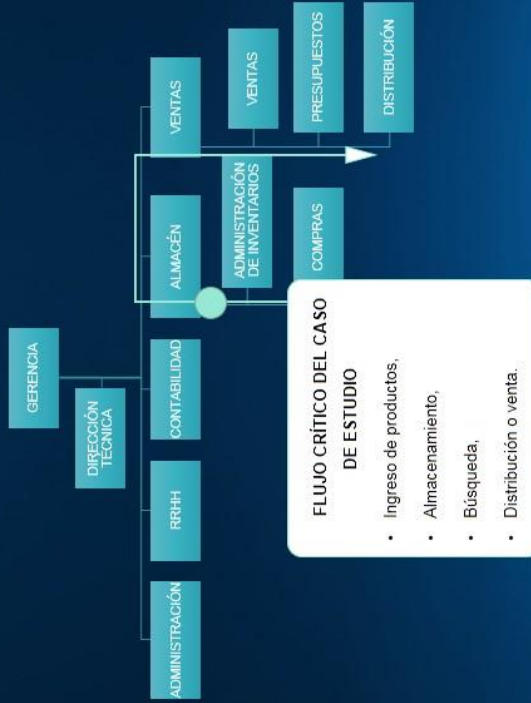 GERENCIA
DIRECCIÓN
TÉCNICA
ADMINISTRACIÓN
RRHH
CONTABILIDAD
ALMACÉN
VENTAS
ADMINISTRACIÓN
DE INVENTARIOS
COMPRAS
VENTAS
PRESUPUESTOS
DISTRIBUCIÓN
FLUJO CRÍTICO DEL CASO
DE ESTUDIO
• Ingreso de productos,
• Almacenamiento,
• Búsqueda,
• Distribución o venta.